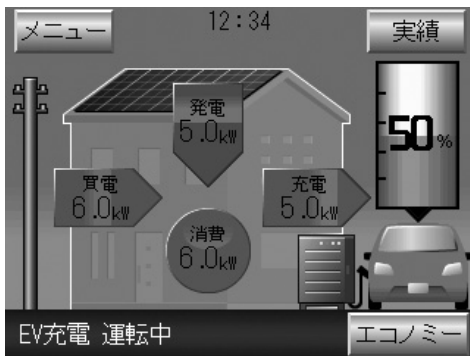 メニュー
12:34
実績
発電
5.0kW
50%
買電
6.0kW
充電
5.0kW
消費
6.0kW
EV充電 運転中
エコノミー